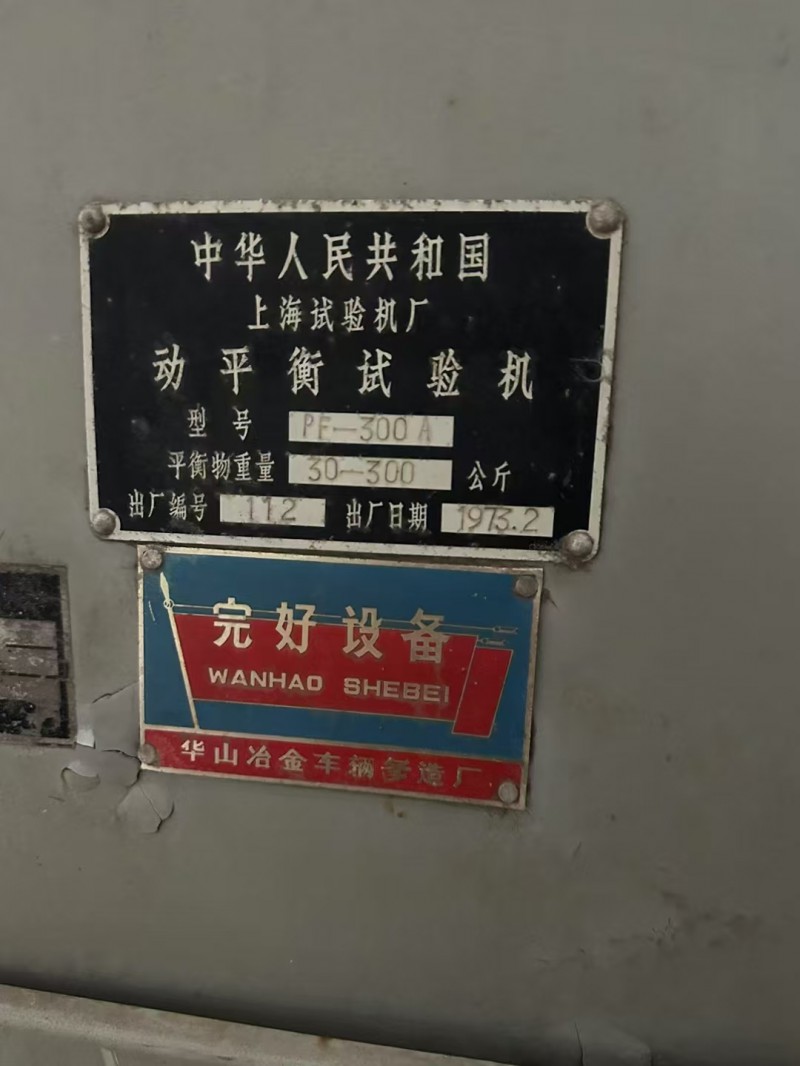 中华人民共和国
上海试验机厂
动平衡试验机
型号 PF—300A
平衡物重量 30—300 公斤
出厂编号 112 出厂日期 1973.2
完好设备
WANHAO SHEBEI
华山冶金车辆修造厂